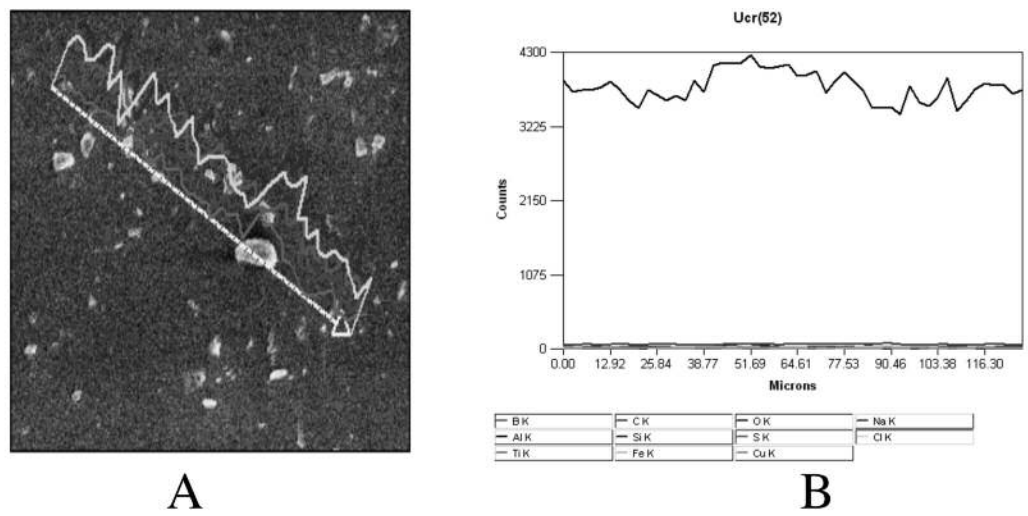 Ucr(52)
4300
3225
2150
1075
0
Counts
0.00 12.92 25.84 38.77 51.69 64.61 77.53 90.46 103.38 116.30
Microns
B K C K O K Na K
Al K Si K S K Cl K
Ti K Fe K Cu K
A B